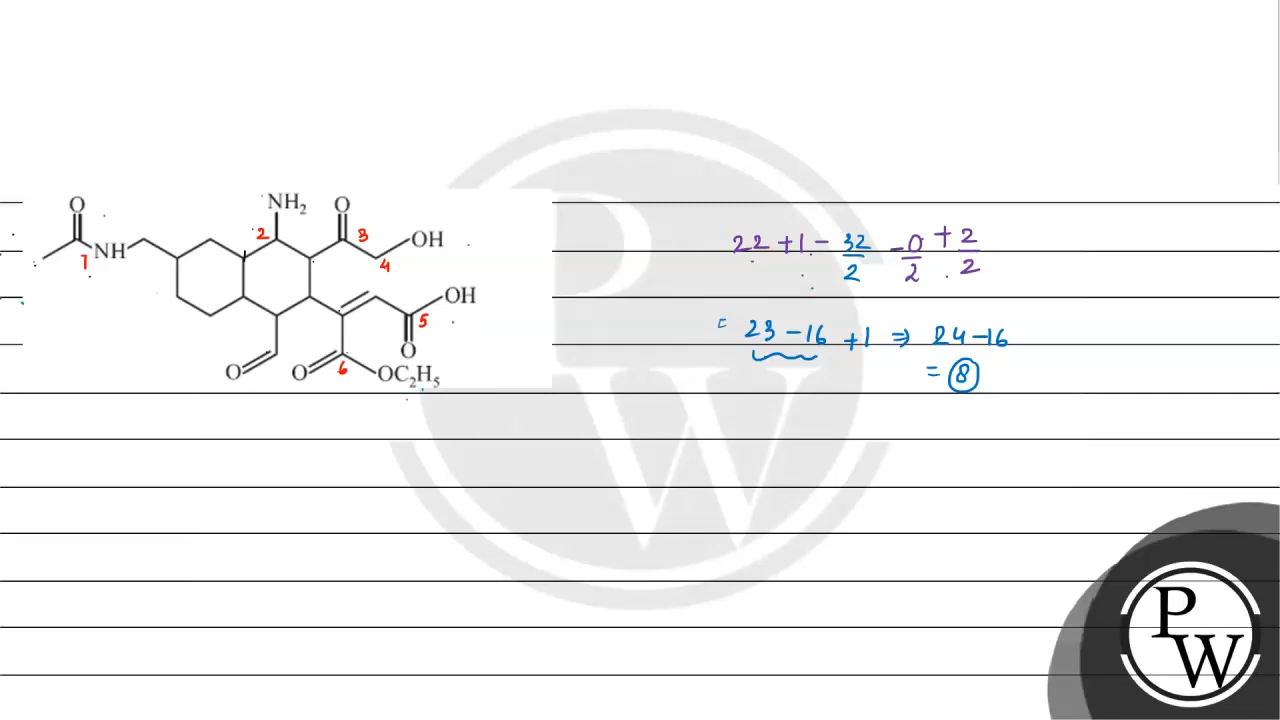 O
NH
NH₂
2
O
3
OH
4
1
OH
5
O
O
O
6
OC₂H₅
22 + 1 - 32/2 - 0/2 + 2/2
= 23 - 16 + 1 ⇒ 24 - 16
= 8
P
W
P
W